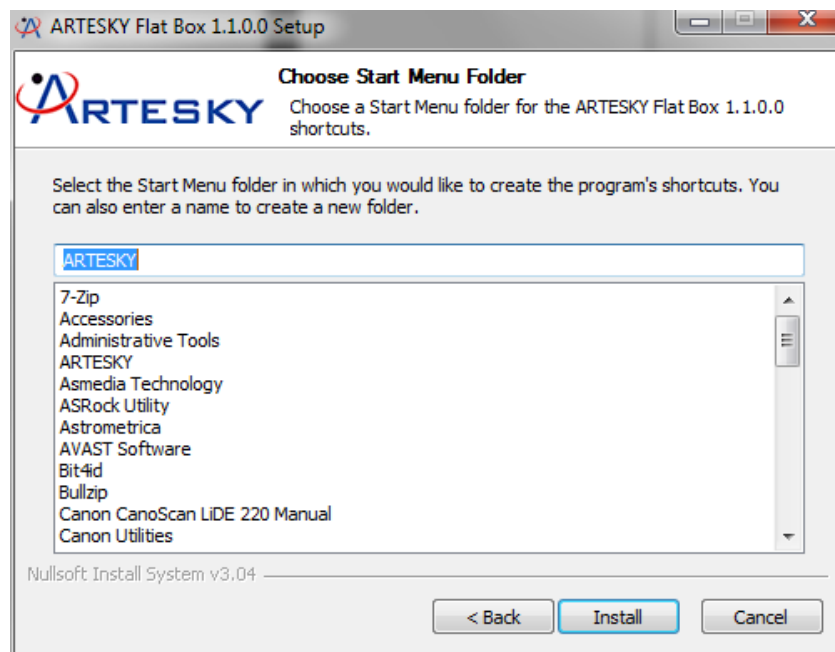 ARTESKY Flat Box 1.1.0.0 Setup
ARTESKY
Choose Start Menu Folder
Choose a Start Menu folder for the ARTESKY Flat Box 1.1.0.0
shortcuts.
Select the Start Menu folder in which you would like to create the program's shortcuts. You
can also enter a name to create a new folder.
ARTESKY
7-Zip
Accessories
Administrative Tools
ARTESKY
Asmedia Technology
ASRock Utility
Astrometrica
AVAST Software
Bit4id
Bullzip
Canon CanoScan LiDE 220 Manual
Canon Utilities
Nullsoft Install System v3.04
< Back Install Cancel